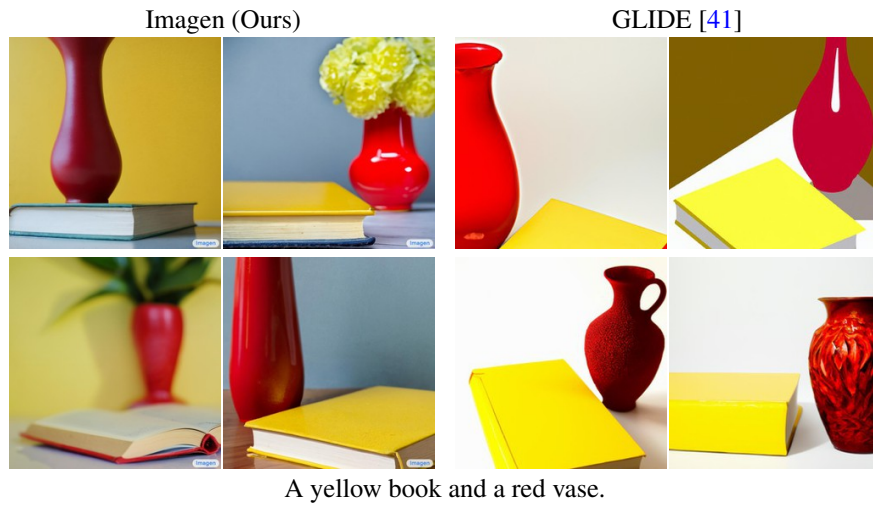 Imagen (Ours)
GLIDE [41]
Imagen
Imagen
Imagen
Imagen
A yellow book and a red vase.